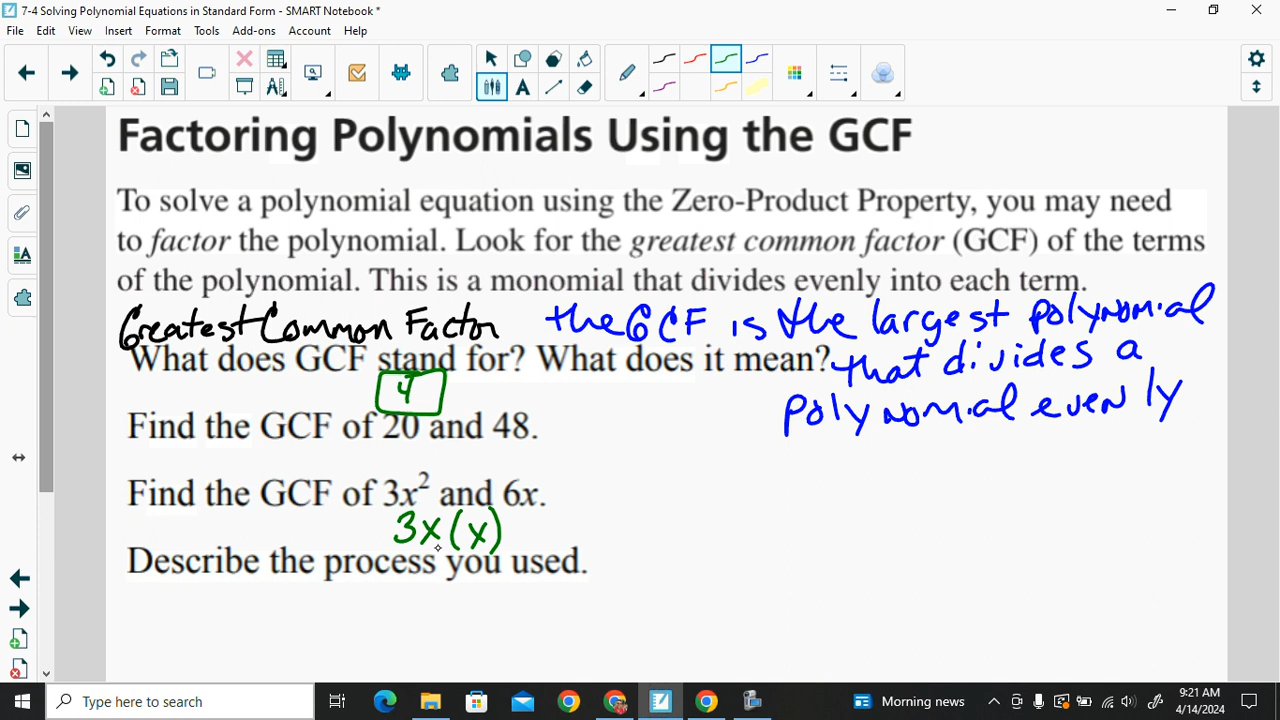 7-4 Solving Polynomial Equations in Standard Form - SMART Notebook *
File Edit View Insert Format Tools Add-ons Account Help
Factoring Polynomials Using the GCF
To solve a polynomial equation using the Zero-Product Property, you may need
to factor the polynomial. Look for the greatest common factor (GCF) of the terms
of the polynomial. This is a monomial that divides evenly into each term.
Greatest Common Factor the GCF is the largest polynomial
What does GCF stand for? What does it mean? that divides a
4
polynomial evenly
Find the GCF of 20 and 48.
Find the GCF of 3x² and 6x.
3x(x)
Describe the process you used.
Type here to search
Morning news
9:21 AM
4/14/2024